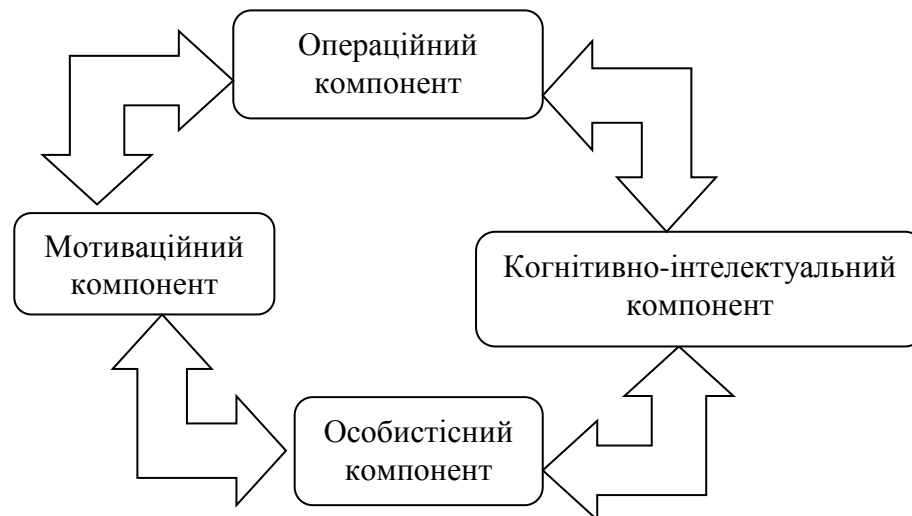 Операційний
компонент
Мотиваційний
компонент
Когнітивно-інтелектуальний
компонент
Особистісний
компонент